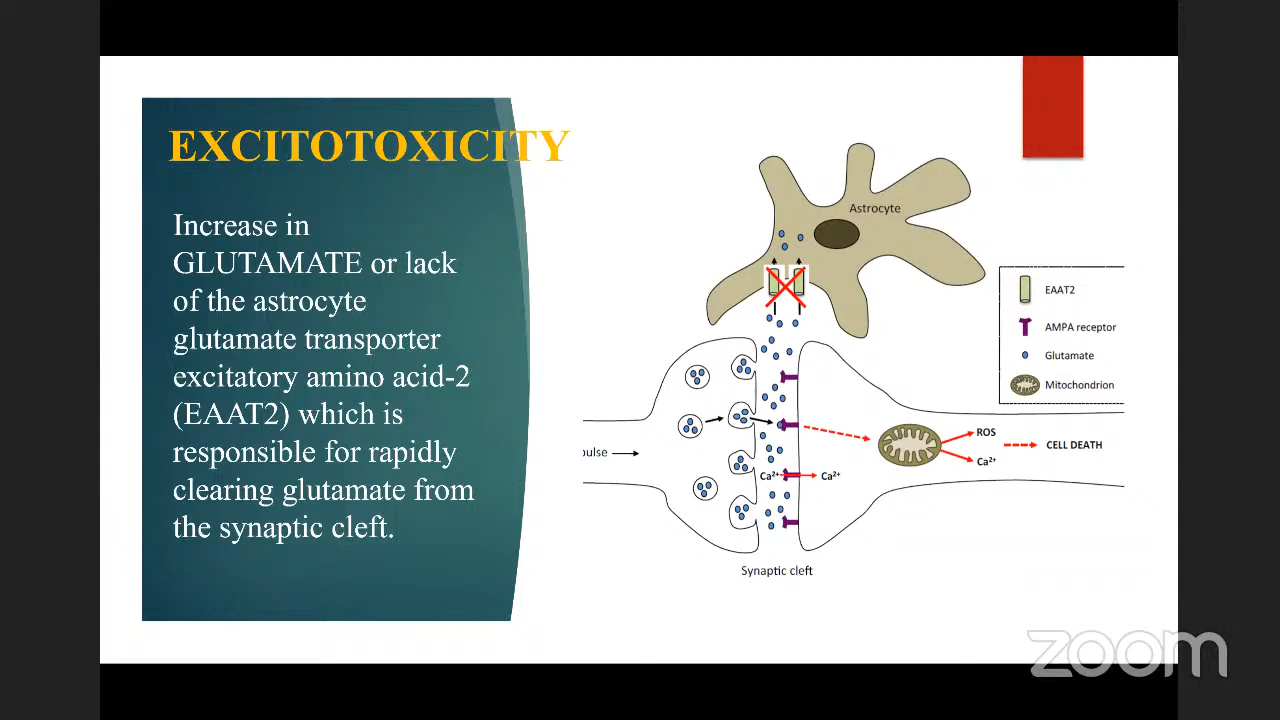 EXCITOTOXICITY
Increase in
GLUTAMATE or lack
of the astrocyte
glutamate transporter
excitatory amino acid-2
(EAAT2) which is
responsible for rapidly
clearing glutamate from
the synaptic cleft.
Astrocyte
EAAT2
AMPA receptor
Glutamate
Mitochondrion
ROS
CELL DEATH
Ca²⁺
ulse
Ca²⁺
Ca²⁺
Synaptic cleft
zoom